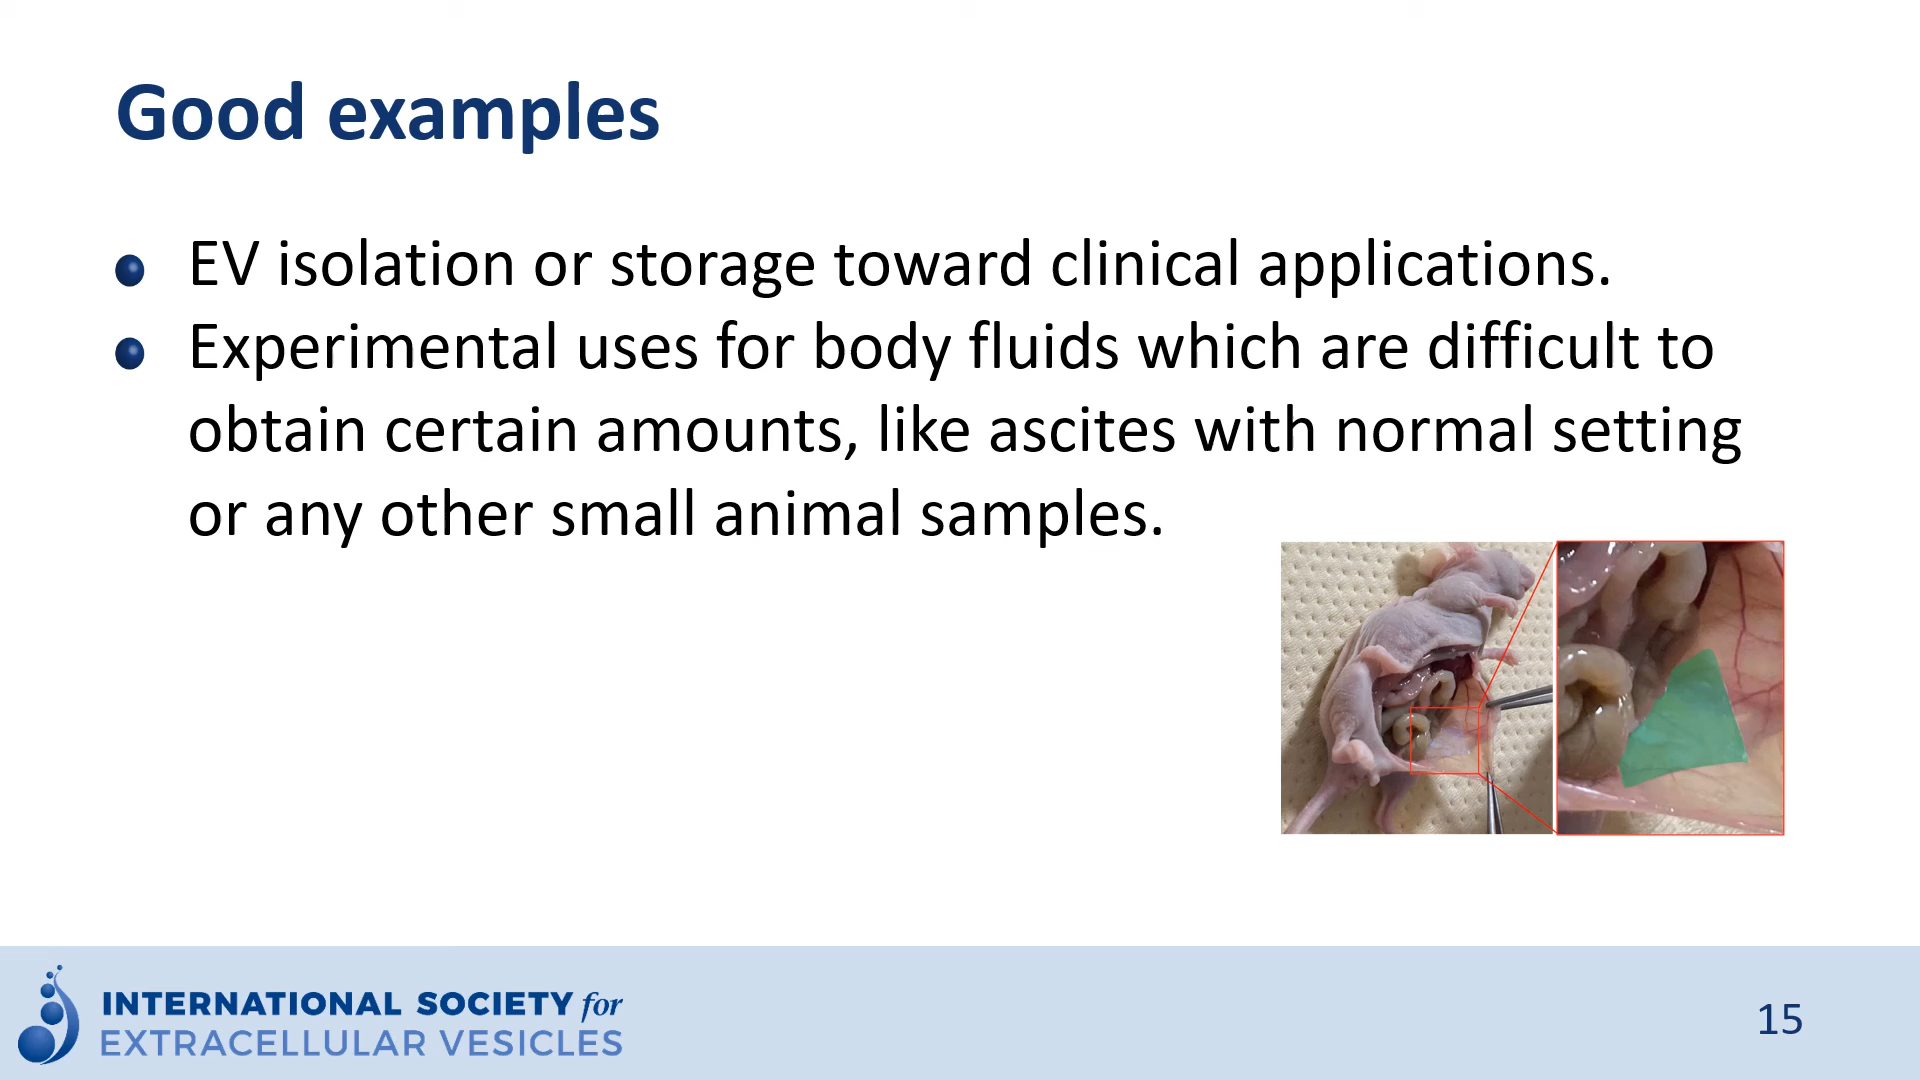 Good examples
EV isolation or storage toward clinical applications.
Experimental uses for body fluids which are difficult to
obtain certain amounts, like ascites with normal setting
or any other small animal samples.
INTERNATIONAL SOCIETY for
EXTRACELLULAR VESICLES
15